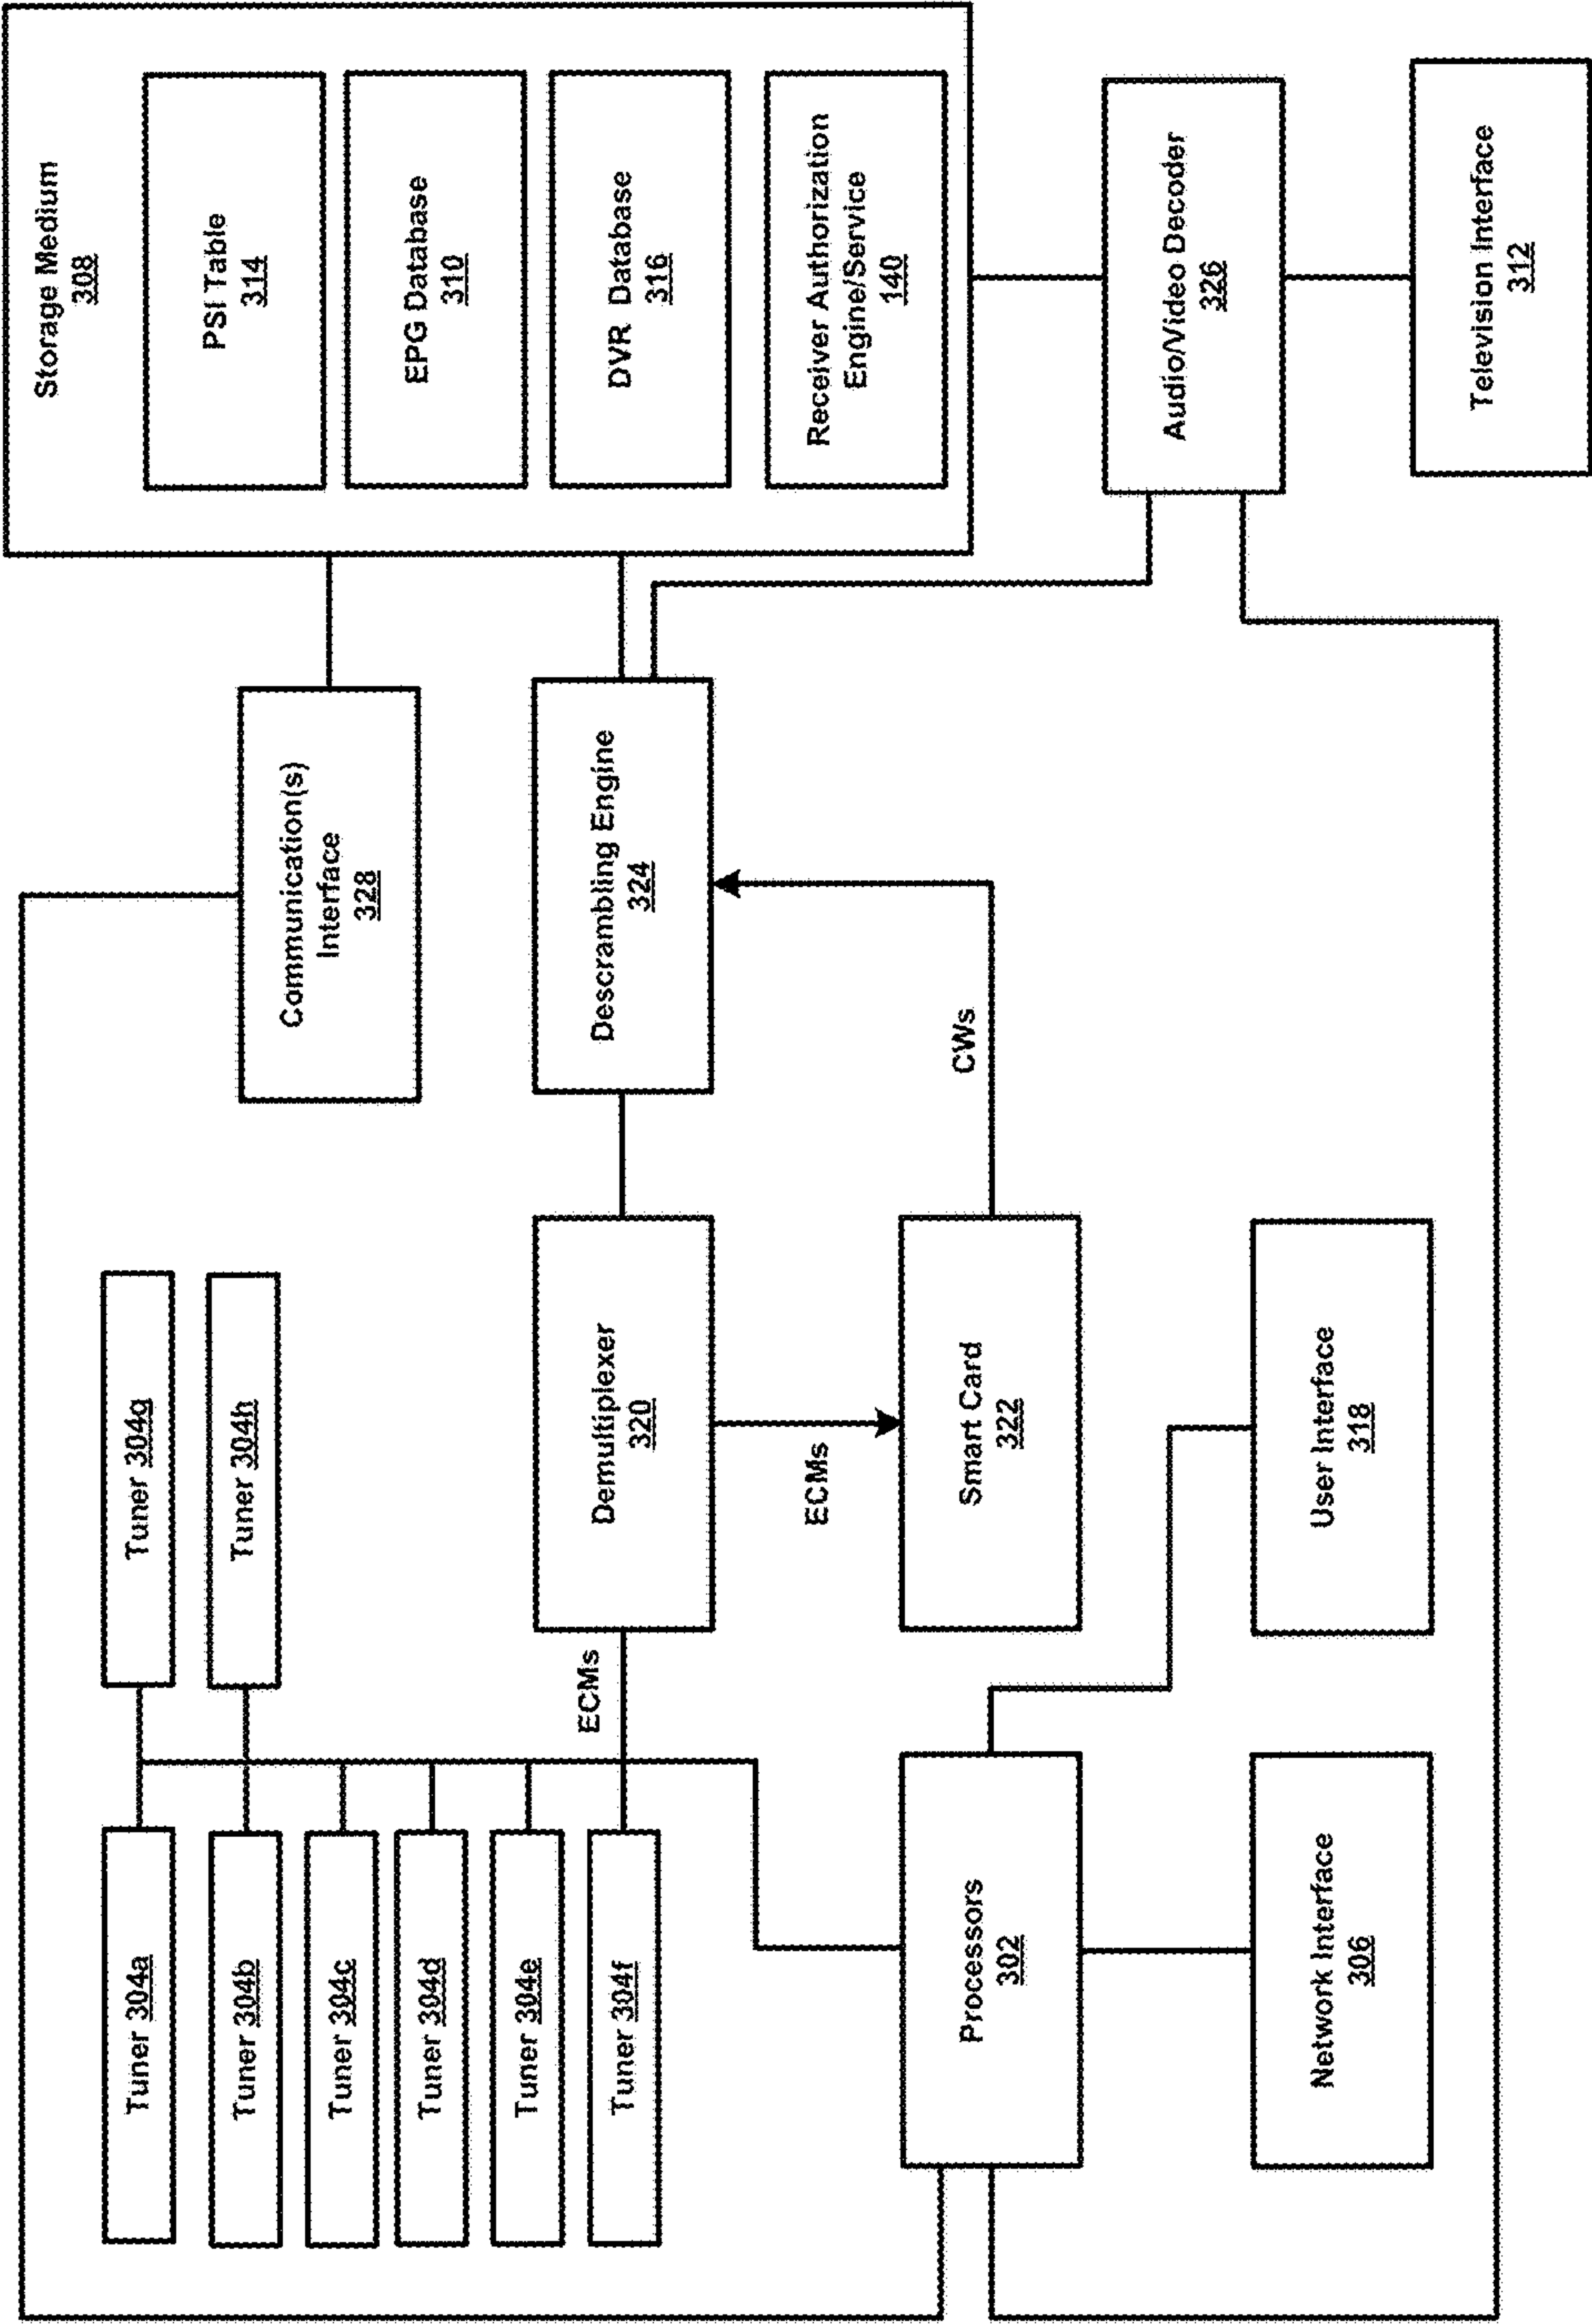 Tuner 304a
Tuner 304b
Tuner 304c
Tuner 304d
Tuner 304e
Tuner 304f
Tuner 304g
Tuner 304h
Processors
302
Network Interface
306
User Interface
318
ECMs
Demultiplexer
320
ECMs
Smart Card
322
CWs
Communication(s)
Interface
328
Descrambling Engine
324
Storage Medium
308
PSI Table
314
EPG Database
310
DVR Database
316
Receiver Authorization
Engine/Service
140
Audio/Video Decoder
326
Television Interface
312